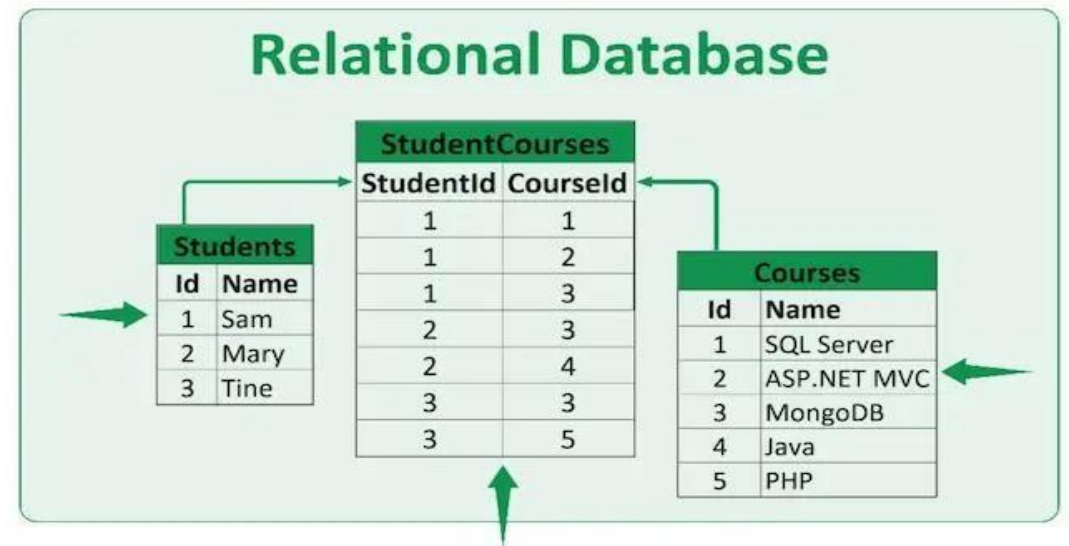 Relational Database
StudentCourses
StudentId CourseId
1 1
1 2
1 3
2 3
2 4
3 3
3 5
Students
Id Name
1 Sam
2 Mary
3 Tine
Courses
Id Name
1 SQL Server
2 ASP.NET MVC
3 MongoDB
4 Java
5 PHP